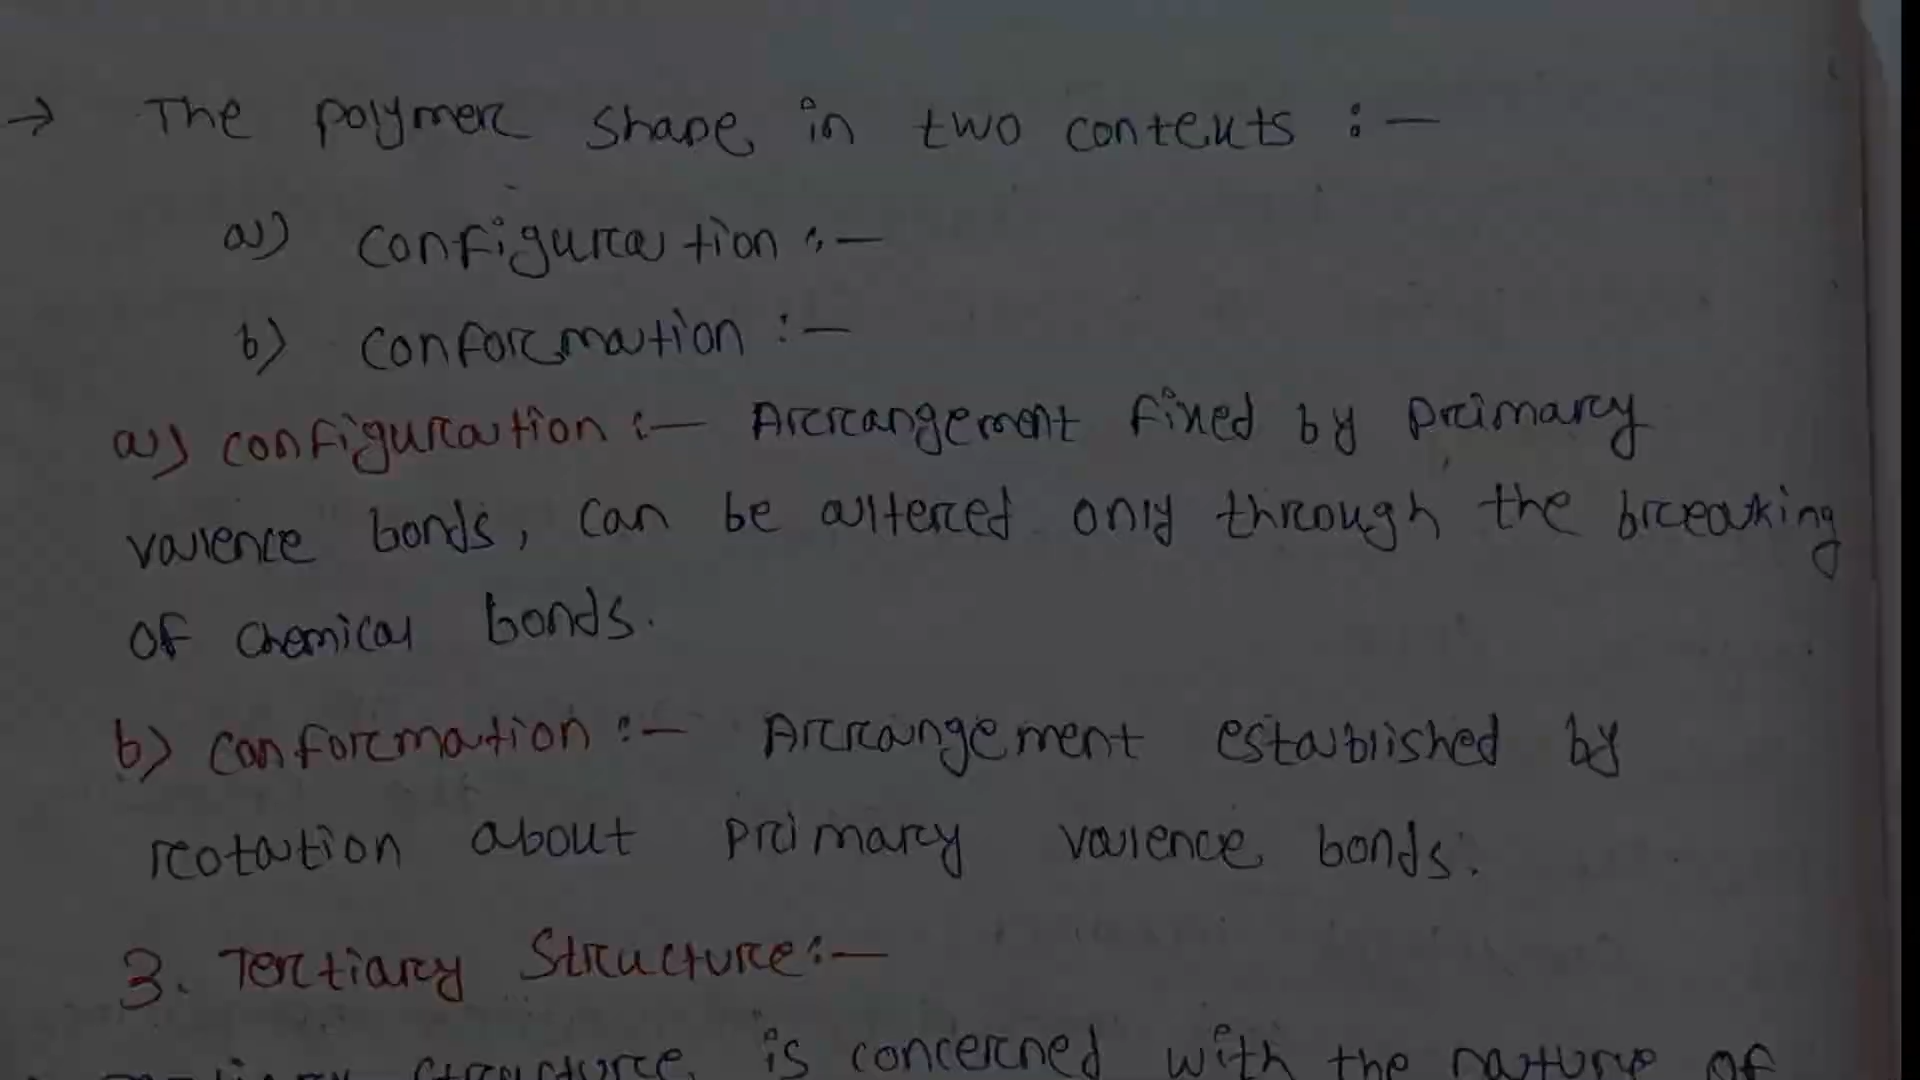 → The polymer shape in two contexts :-
a) configuration :-
b) conformation :-
a) configuration :- Arrangement fixed by primary
valence bonds, can be altered only through the breaking
of chemical bonds.
b) conformation :- Arrangement established by
rotation about primary valence bonds.
3. Tertiary Structure :-
structure is concerned with the nature of